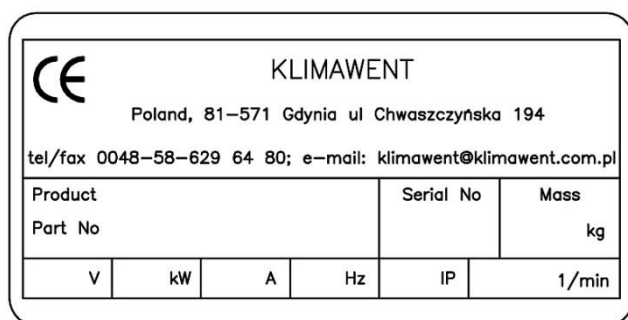 CE
KLIMAWENT
Poland, 81-571 Gdynia ul Chwaszczyńska 194
tel/fax 0048-58-629 64 80; e-mail: klimawent@klimawent.com.pl
Product Serial No Mass
Part No kg
V kW A Hz IP 1/min